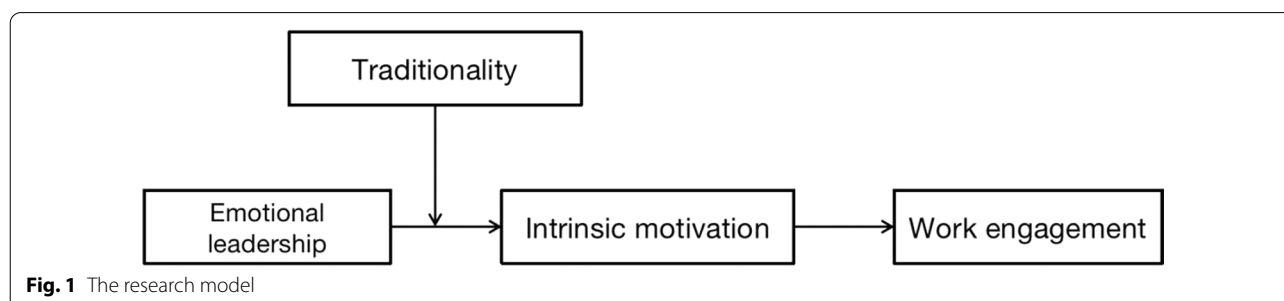 Traditionality
Emotional
leadership
Intrinsic motivation
Work engagement
Fig. 1 The research model